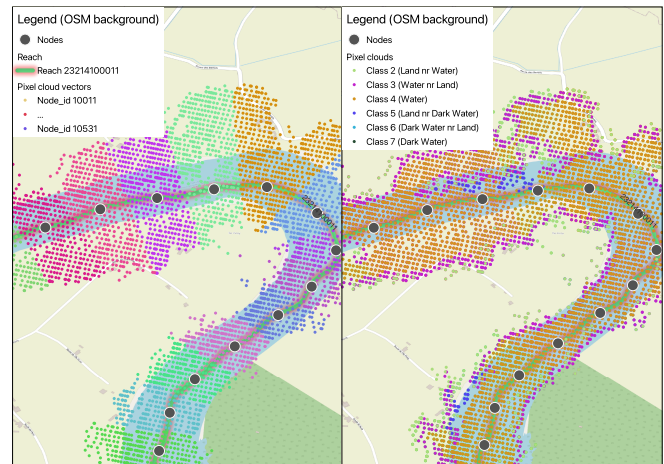 Legend (OSM background)
Nodes
Reach
Reach 23214100011
Pixel cloud vectors
Node_id 10011
...
Node_id 10531
Legend (OSM background)
Nodes
Pixel clouds
Class 2 (Land nr Water)
Class 3 (Water nr Land)
Class 4 (Water)
Class 5 (Land nr Dark Water)
Class 6 (Dark Water nr Land)
Class 7 (Dark Water)